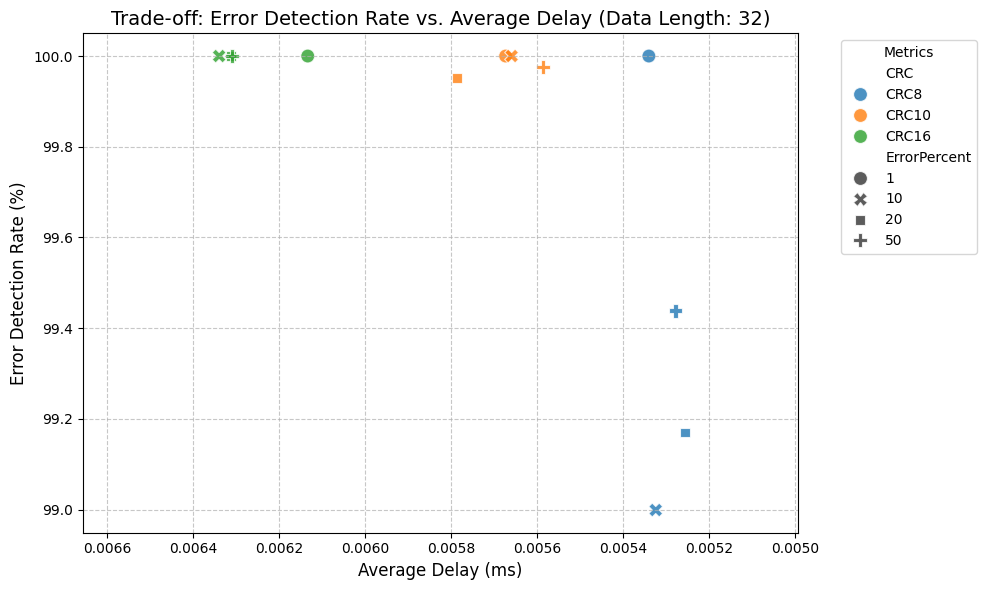 Trade-off: Error Detection Rate vs. Average Delay (Data Length: 32)
Error Detection Rate (%)
100.0
99.8
99.6
99.4
99.2
99.0
0.0066 0.0064 0.0062 0.0060 0.0058 0.0056 0.0054 0.0052 0.0050
Average Delay (ms)
Metrics
CRC
CRC8
CRC10
CRC16
ErrorPercent
1
10
20
50